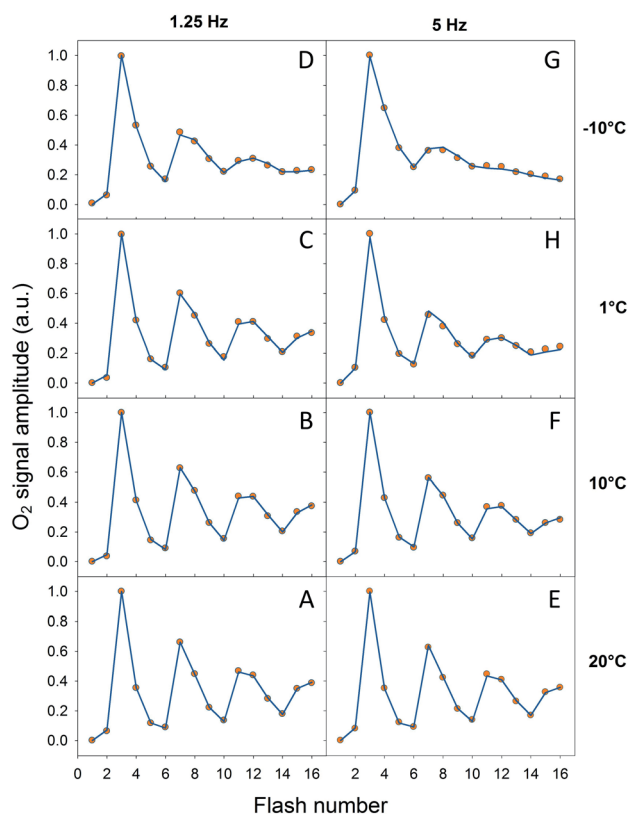 1.25 Hz 5 Hz
D G
1.0
0.8
0.6
0.4
0.2
0.0
-10°C
C H
1.0
0.8
0.6
0.4
0.2
0.0
1°C
O₂ signal amplitude (a.u.)
B F
1.0
0.8
0.6
0.4
0.2
0.0
10°C
A E
1.0
0.8
0.6
0.4
0.2
0.0
20°C
0 2 4 6 8 10 12 14 16 2 4 6 8 10 12 14 16
Flash number